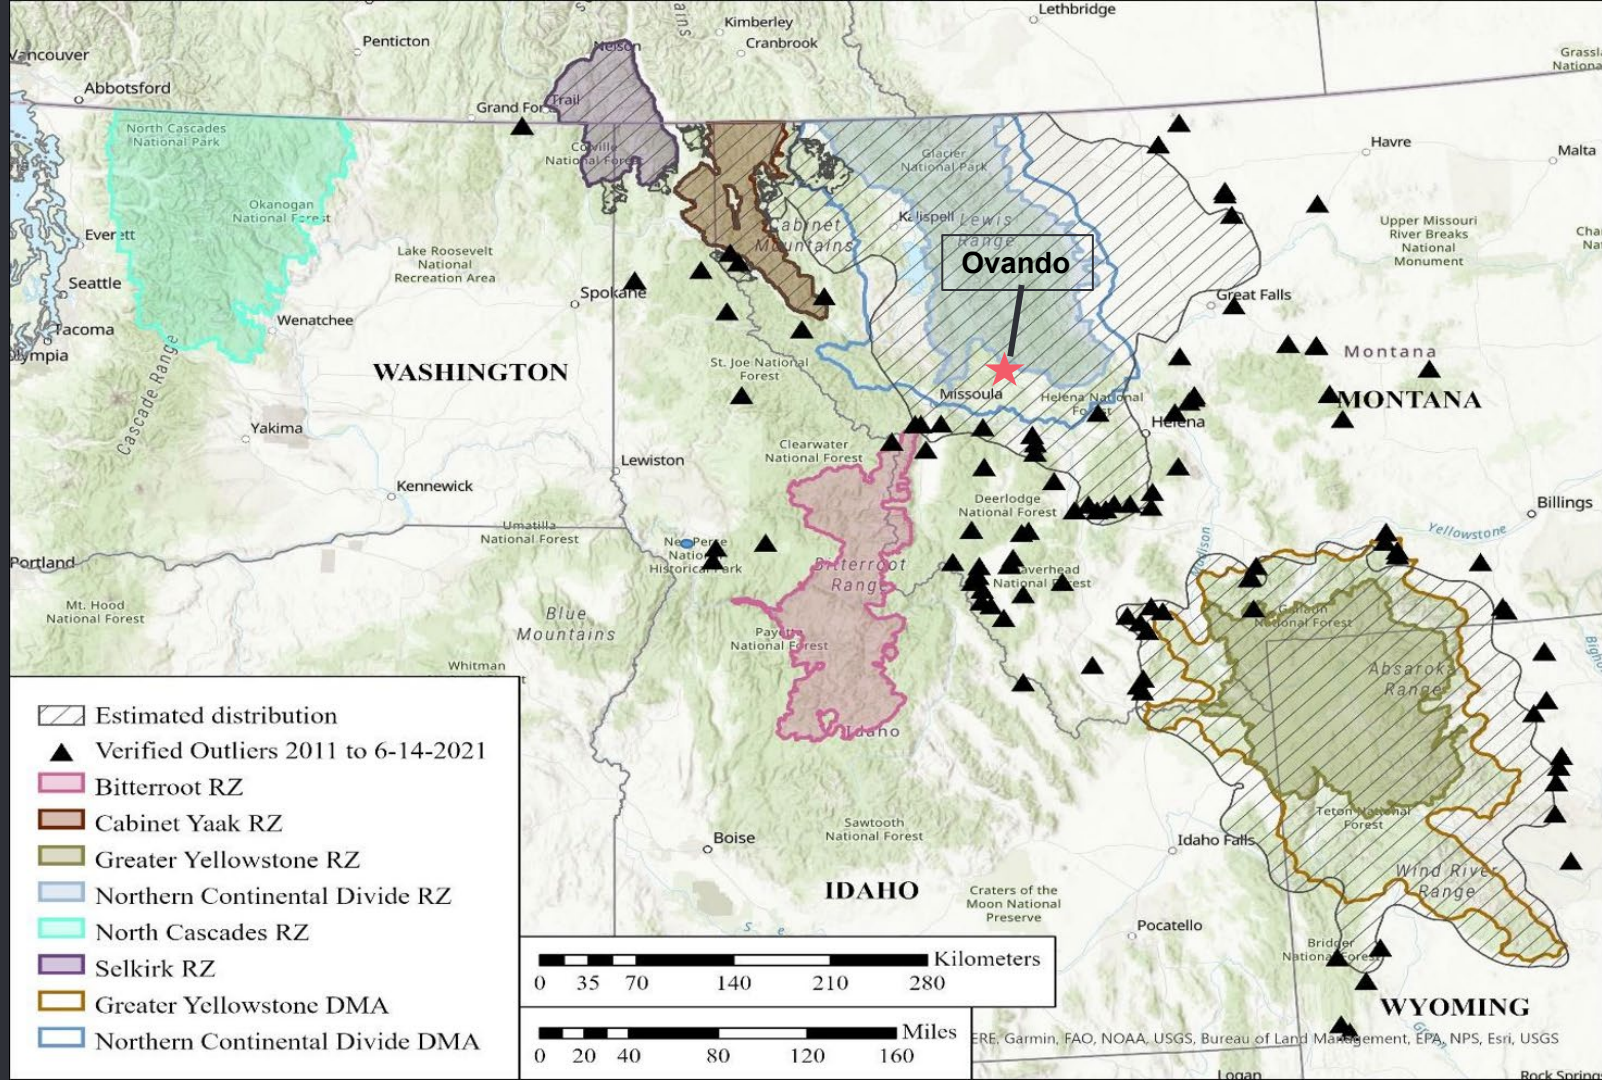 Lethbridge
Kimberley
Cranbrook
Penticton
Vancouver
Abbotsford
Nelson
Trail
Grand For
Grassl
Nationa
North Cascades
National Park
Colville
National Forest
Glacier
National Park
Havre
Malta
Okanogan
National Forest
Everett
Kalispell
Lewis
Range
Cabinet
Mountains
Upper Missouri
River Breaks
National
Monument
Cha
Na
Lake Roosevelt
National
Recreation Area
Ovando
Seattle
Spokane
Great Falls
Wenatchee
Tacoma
Olympia
Cascade Range
WASHINGTON
St. Joe National
Forest
Montana
MONTANA
Missoula
Helena National
Forest
Helena
Yakima
Clearwater
National Forest
Lewiston
Kennewick
Deerlodge
National Forest
Billings
Yellowstone
Madison
Umatilla
National Forest
Nez Perce
National
Historical Park
Portland
Bitterroot
Range
averhead
National Forest
Mt. Hood
National Forest
Blue
Mountains
Gallatin
National Forest
Payette
National Forest
Bigho
Whitman
Absaroka
Range
Idaho
Estimated distribution
Verified Outliers 2011 to 6-14-2021
Bitterroot RZ
Cabinet Yaak RZ
Greater Yellowstone RZ
Northern Continental Divide RZ
North Cascades RZ
Selkirk RZ
Greater Yellowstone DMA
Northern Continental Divide DMA
Teton National
Forest
Sawtooth
National Forest
Boise
Idaho Falls
Wind River
Range
IDAHO
Craters of the
Moon National
Preserve
Pocatello
Bridger
National Forest
S e
Kilometers
0 35 70 140 210 280
Miles
0 20 40 80 120 160
WYOMING
Green
ERE, Garmin, FAO, NOAA, USGS, Bureau of Land Management, EPA, NPS, Esri, USGS
Logan
Rock Springs